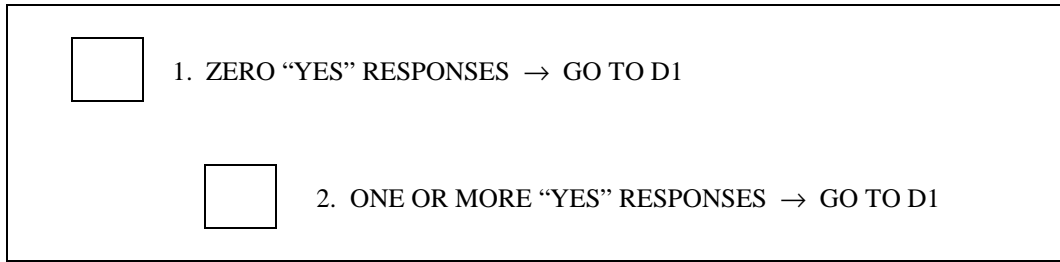 1. ZERO “YES” RESPONSES → GO TO D1
2. ONE OR MORE “YES” RESPONSES → GO TO D1